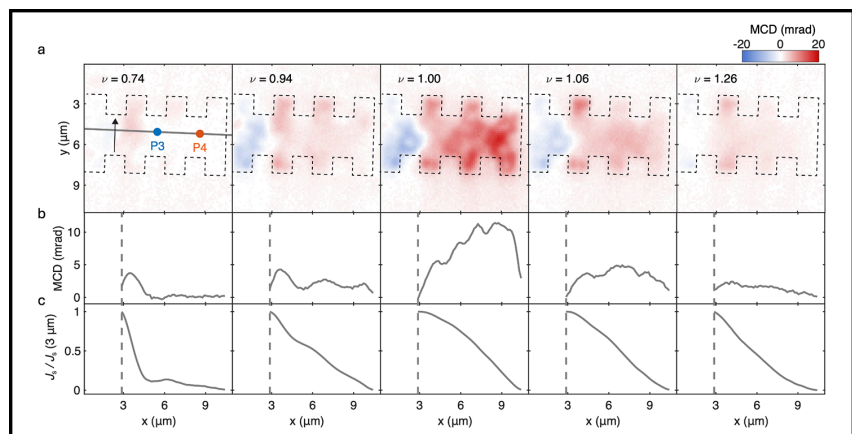 MCD (mrad)
-20 0 20
a
ν = 0.74 ν = 0.94 ν = 1.00 ν = 1.06 ν = 1.26
3
6
9
y (μm)
P3 P4
b
10
5
0
MCD (mrad)
c
1
0.5
0
Js / Js (3 μm)
3 6 9 3 6 9 3 6 9 3 6 9 3 6 9
x (μm) x (μm) x (μm) x (μm) x (μm)